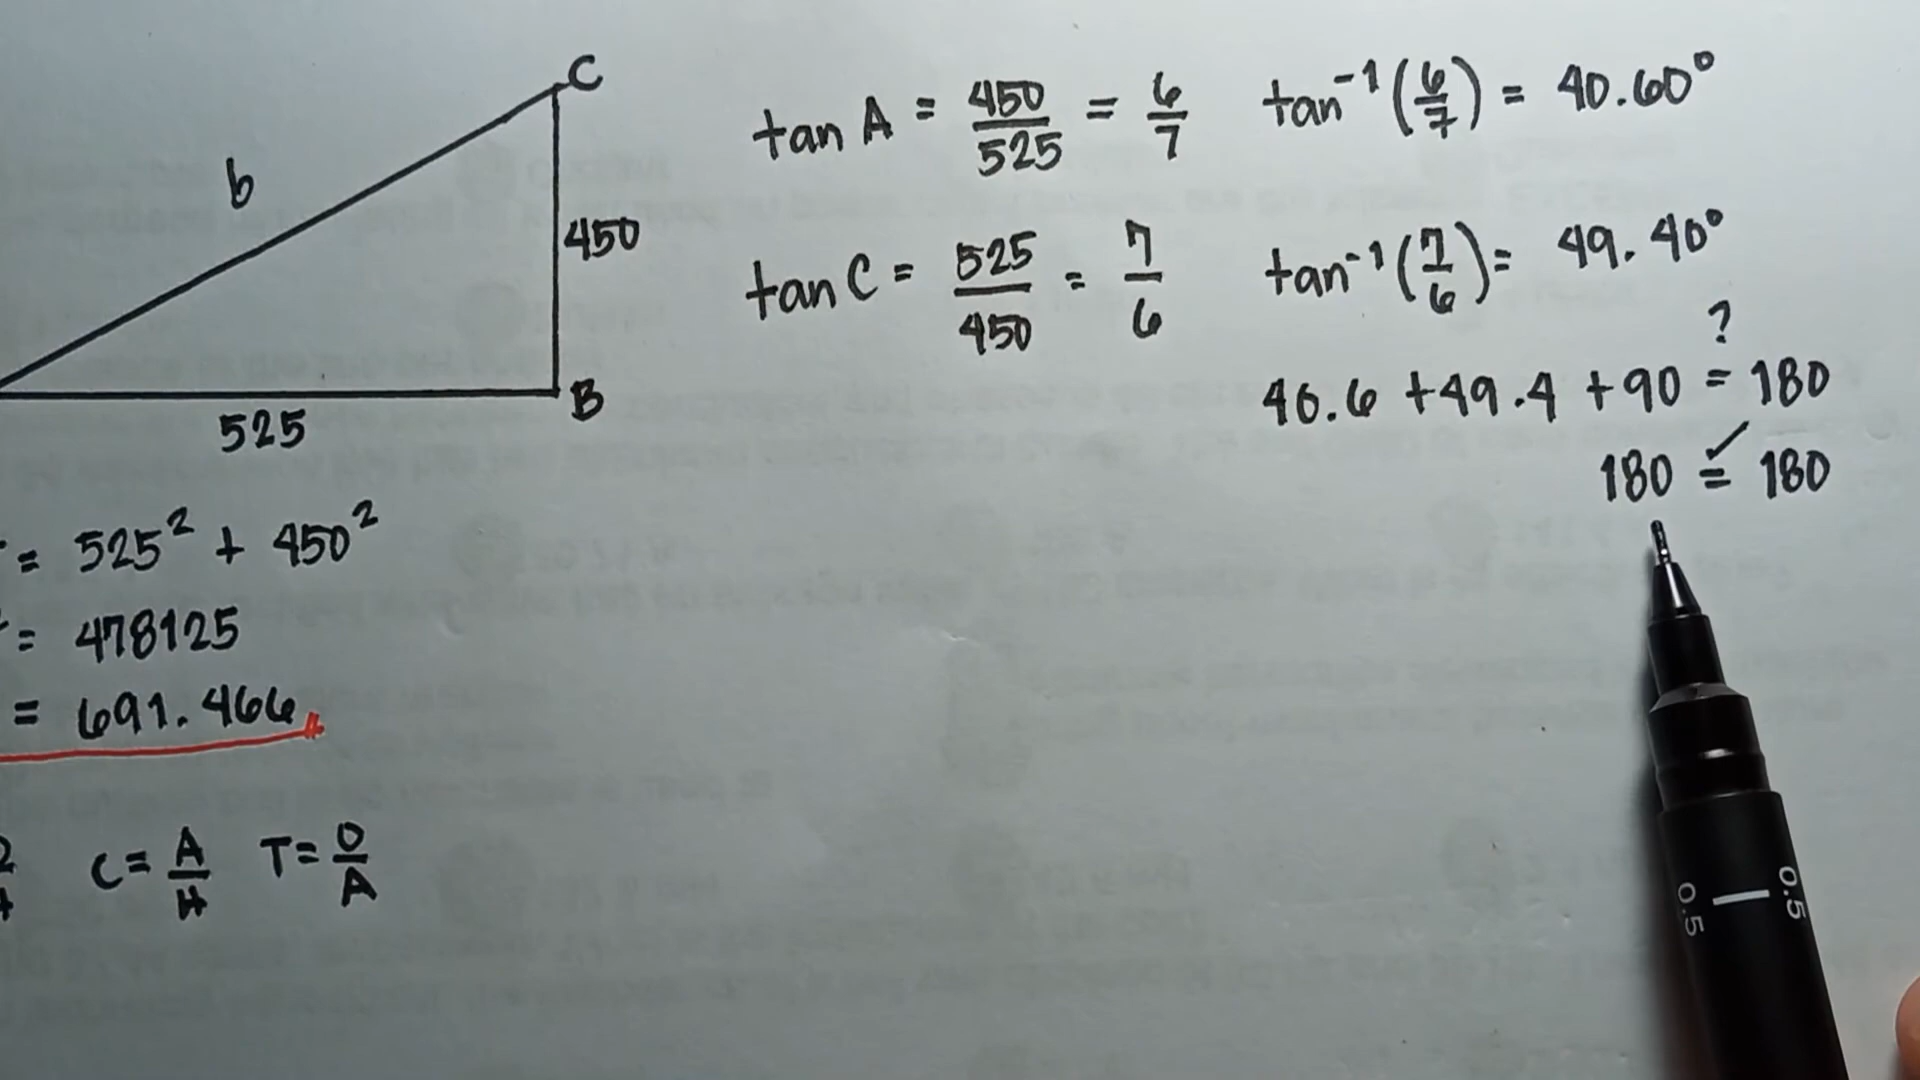 C
b
450
B
525
tan A = 450/525 = 6/7 tan⁻¹(6/7) = 40.60°
tan C = 525/450 = 7/6 tan⁻¹(7/6) = 49.40°
?
40.6 + 49.4 + 90 = 180
180 = 180 ✓
= 525² + 450²
= 478125
= 691.466
C = A/H T = O/A
0.5 0.5